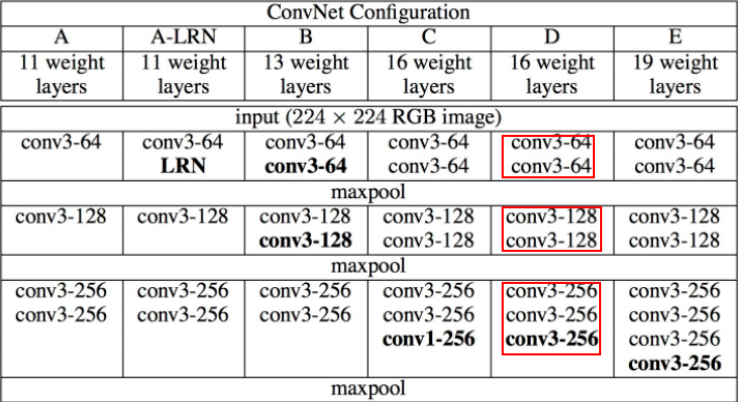 ConvNet Configuration
A A-LRN B C D E
11 weight 11 weight 13 weight 16 weight 16 weight 19 weight
layers layers layers layers layers layers
input (224 × 224 RGB image)
conv3-64 conv3-64 conv3-64 conv3-64 conv3-64 conv3-64
LRN conv3-64 conv3-64 conv3-64 conv3-64
maxpool
conv3-128 conv3-128 conv3-128 conv3-128 conv3-128 conv3-128
conv3-128 conv3-128 conv3-128 conv3-128
maxpool
conv3-256 conv3-256 conv3-256 conv3-256 conv3-256 conv3-256
conv3-256 conv3-256 conv3-256 conv3-256 conv3-256 conv3-256
conv1-256 conv3-256 conv3-256
conv3-256
maxpool